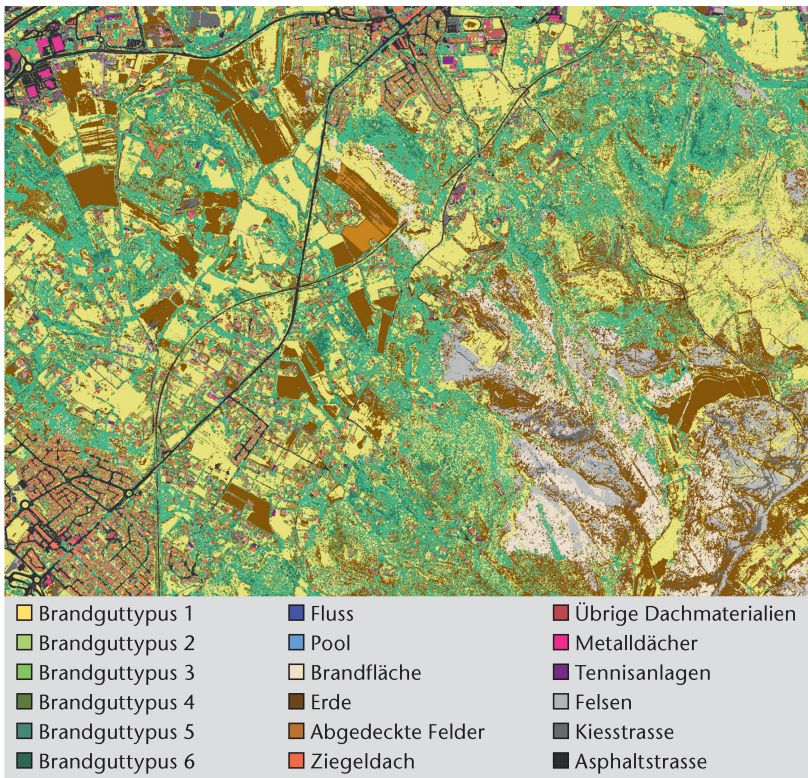 Brandguttypus 1
Brandguttypus 2
Brandguttypus 3
Brandguttypus 4
Brandguttypus 5
Brandguttypus 6
Fluss
Pool
Brandfläche
Erde
Abgedeckte Felder
Ziegeldach
Übrige Dachmaterialien
Metalldächer
Tennisanlagen
Felsen
Kiesstrasse
Asphaltstrasse